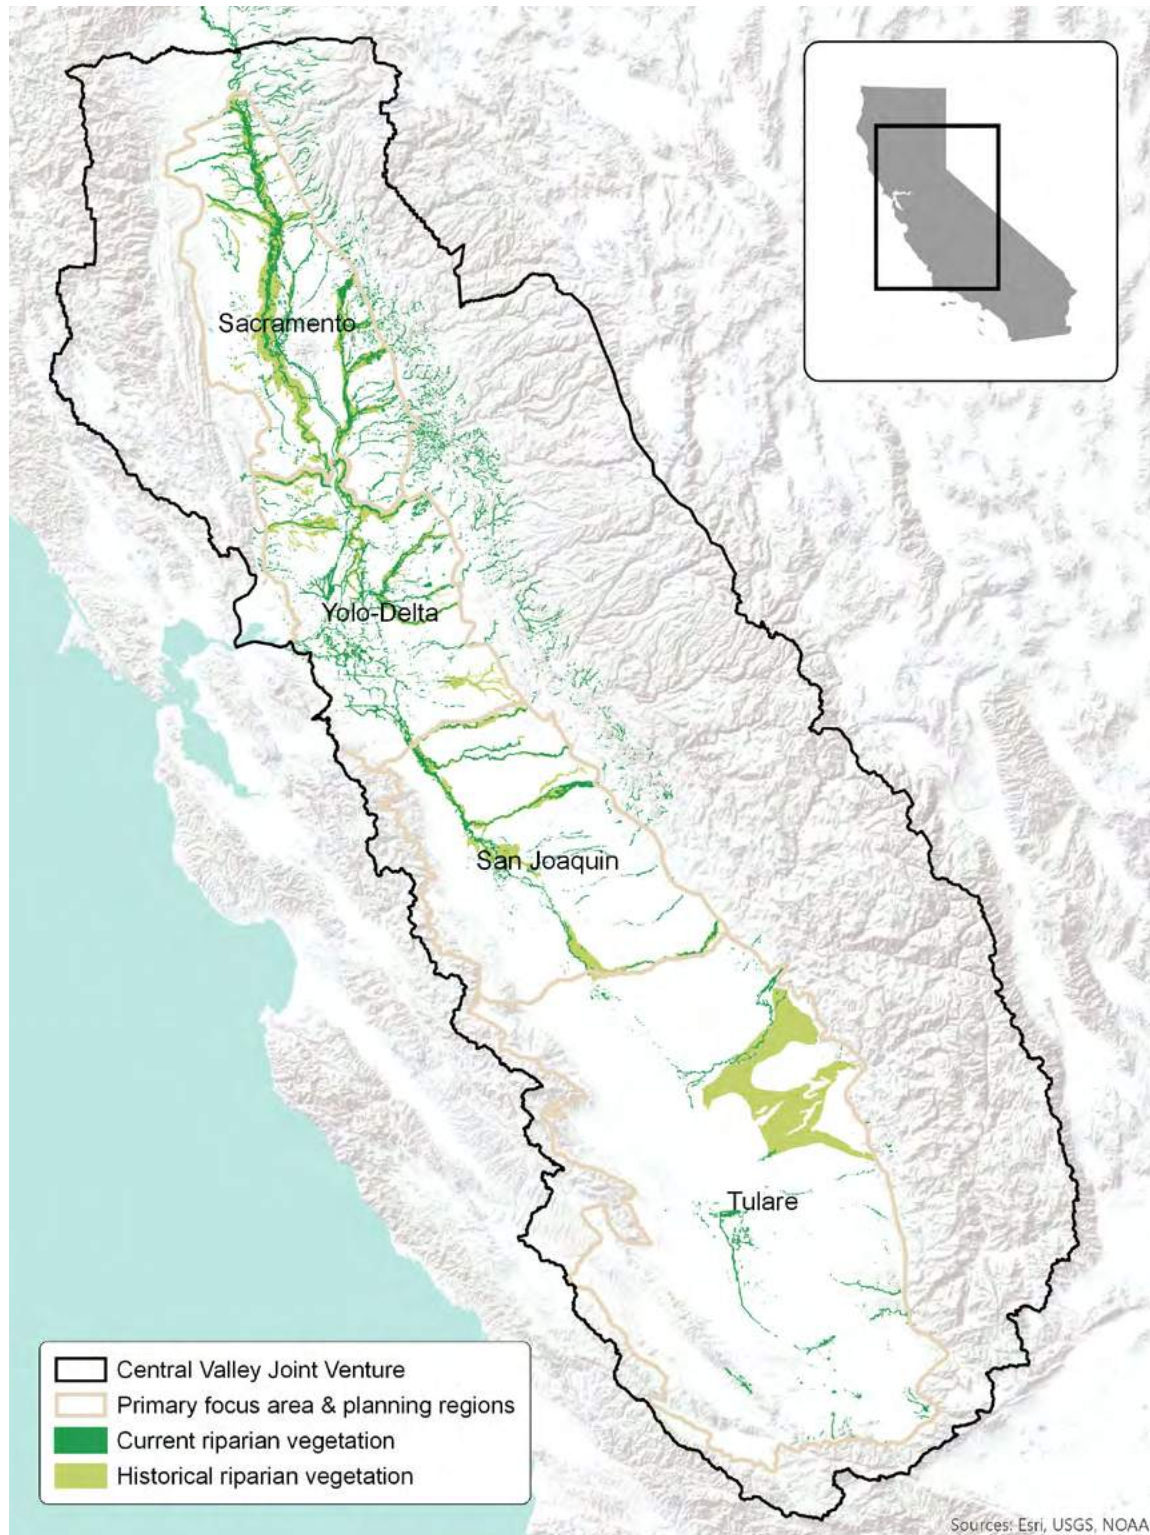 Sacramento
Yolo-Delta
San Joaquin
Tulare
Central Valley Joint Venture
Primary focus area & planning regions
Current riparian vegetation
Historical riparian vegetation
Sources: Esri, USGS, NOAA